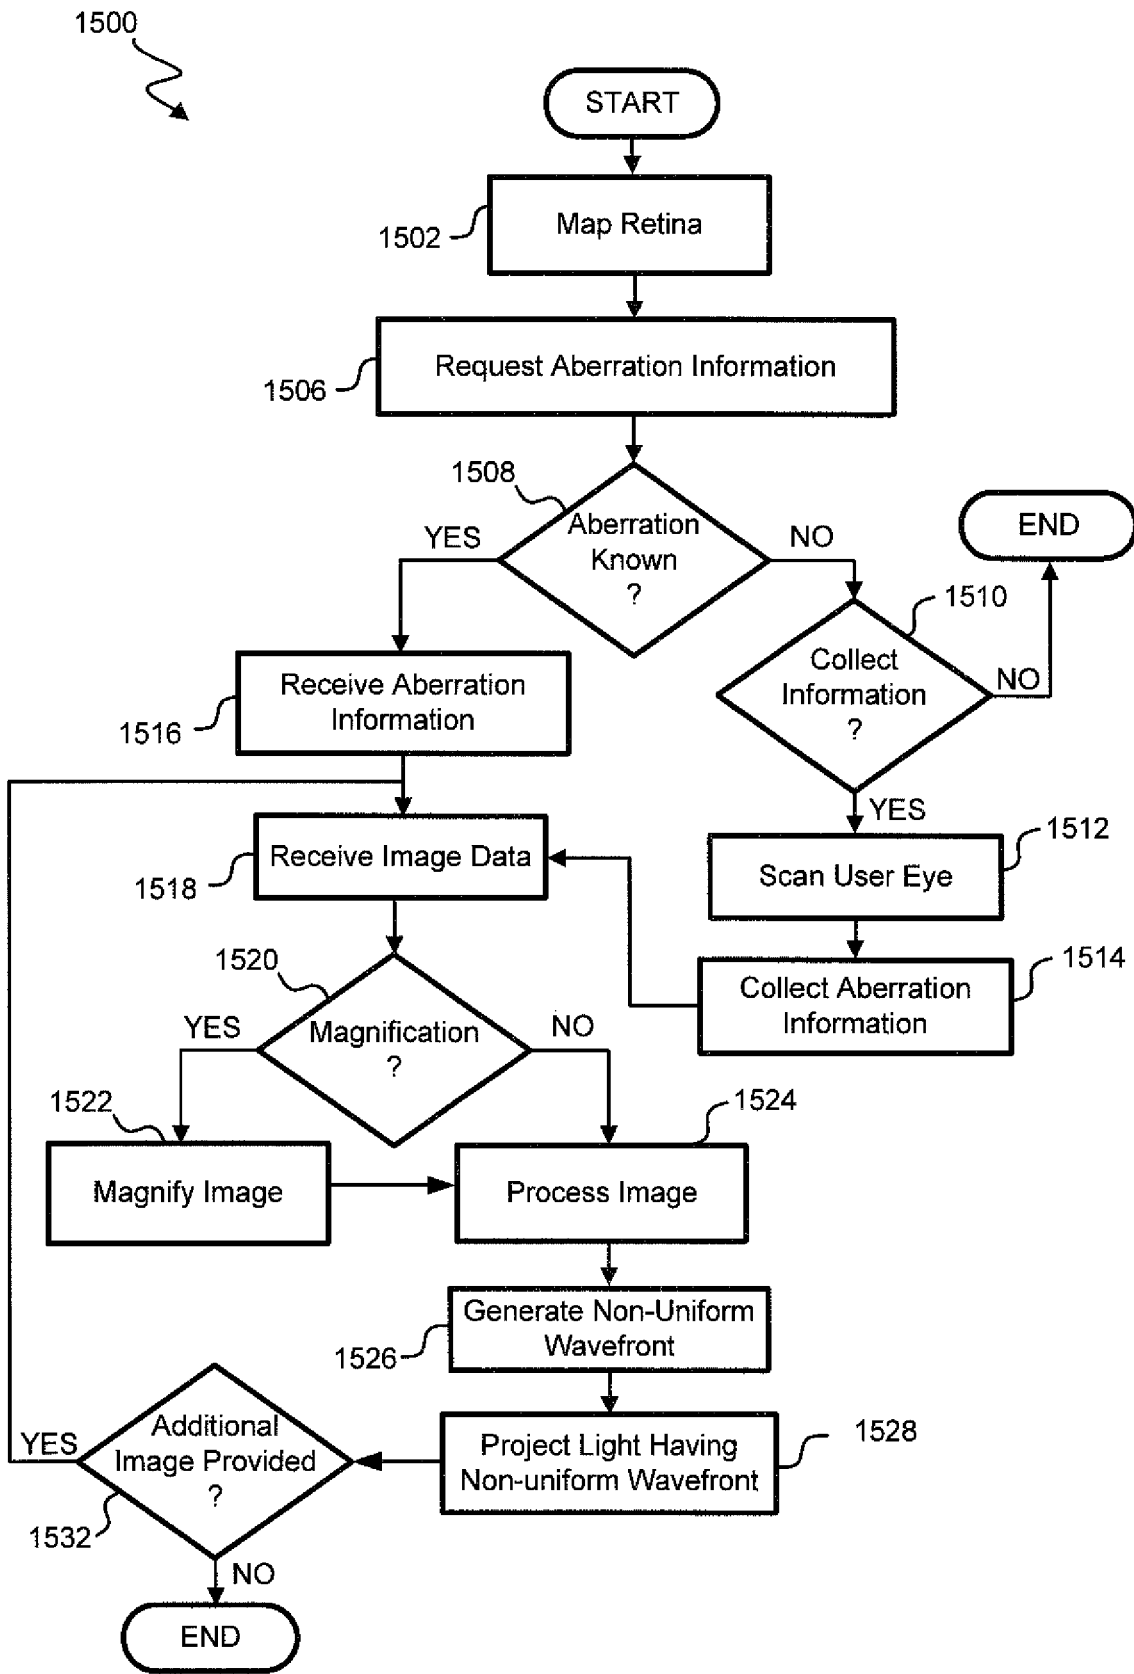 1500
START
Map Retina
1502
Request Aberration Information
1506
1508
Aberration
Known
?
YES
NO
END
1510
Collect
Information
?
NO
YES
Receive Aberration
Information
1516
Receive Image Data
1518
1512
Scan User Eye
1514
Collect Aberration
Information
1520
Magnification
?
YES
NO
1522
Magnify Image
1524
Process Image
Generate Non-Uniform
Wavefront
1526
Project Light Having
Non-uniform Wavefront
1528
Additional
Image Provided
?
YES
1532
NO
END